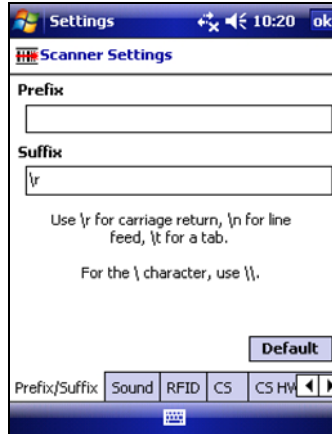 Settings 10:20 ok
Scanner Settings
Prefix
Suffix
\r
Use \r for carriage return, \n for line
feed, \t for a tab.
For the \ character, use \\.
Default
Prefix/Suffix Sound RFID CS CS HW